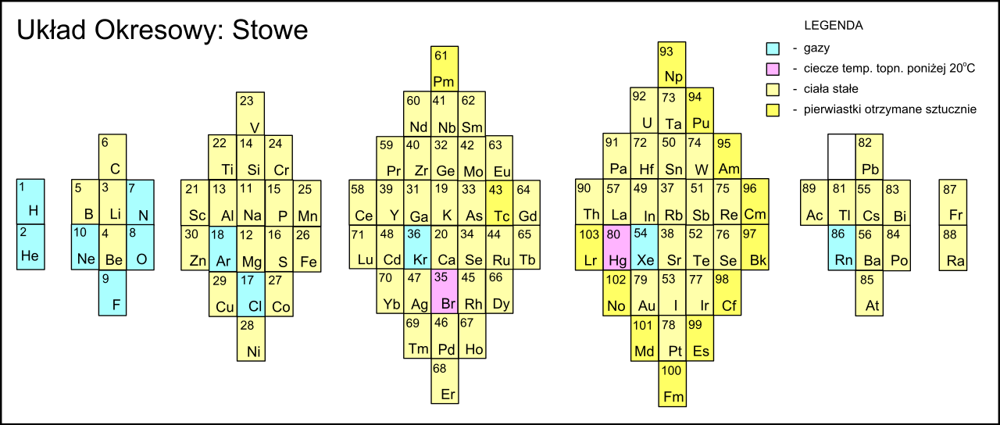 Układ Okresowy: Stowe
LEGENDA
- gazy
- ciecze temp. topn. poniżej 20°C
- ciała stałe
- pierwiastki otrzymane sztucznie
1
H
2
He
6
C
5 3 7
B Li N
10 4 8
Ne Be O
9
F
23
V
22 14 24
Ti Si Cr
21 13 11 15 25
Sc Al Na P Mn
30 18 12 16 26
Zn Ar Mg S Fe
29 17 27
Cu Cl Co
28
Ni
61
Pm
60 41 62
Nd Nb Sm
59 40 32 42 63
Pr Zr Ge Mo Eu
58 39 31 19 33 43 64
Ce Y Ga K As Tc Gd
71 48 36 20 34 44 65
Lu Cd Kr Ca Se Ru Tb
70 47 35 45 66
Yb Ag Br Rh Dy
69 46 67
Tm Pd Ho
68
Er
93
Np
92 73 94
U Ta Pu
91 72 50 74 95
Pa Hf Sn W Am
90 57 49 37 51 75 96
Th La In Rb Sb Re Cm
103 80 54 38 52 76 97
Lr Hg Xe Sr Te Se Bk
102 79 53 77 98
No Au I Ir Cf
101 78 99
Md Pt Es
100
Fm
82
Pb
89 81 55 83
Ac Tl Cs Bi
86 56 84
Rn Ba Po
85
At
87
Fr
88
Ra